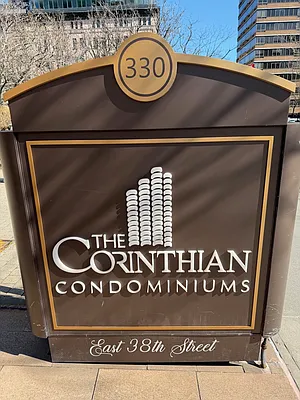 330
THE
CORINTHIAN
CONDOMINIUMS
East 38th Street